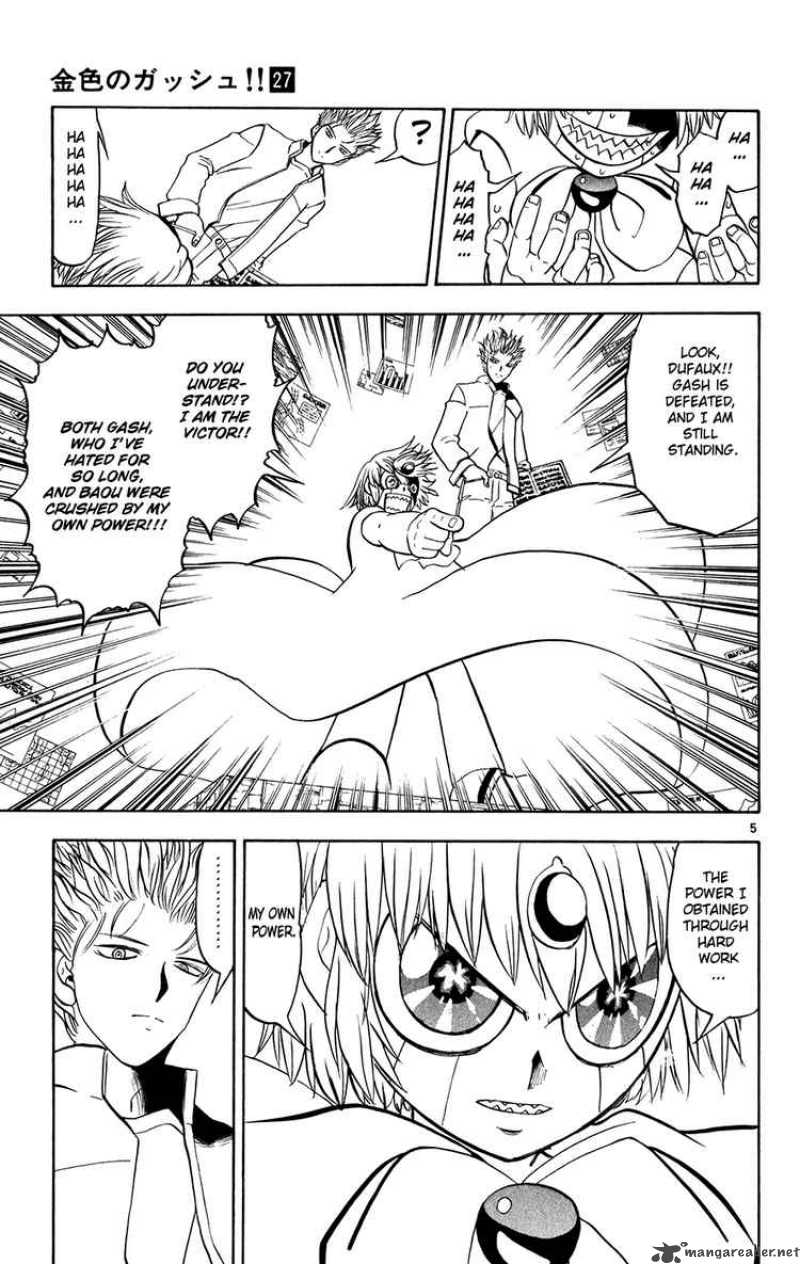 金色のガッシュ!! 27
HA
...
HA
HA
...
HA
HA
HA
HA
...
?
HA
HA
HA
HA
HA
...
LOOK,
DUFAUX!!
GASH IS
DEFEATED,
AND I AM
STILL
STANDING.
DO YOU
UNDER-
STAND!?
I AM THE
VICTOR!!
BOTH GASH,
WHO I'VE
HATED FOR
SO LONG,
AND BAOU WERE
CRUSHED BY MY
OWN POWER!!!
5
THE
POWER I
OBTAINED
THROUGH
HARD
WORK
...
MY OWN
POWER.
.........
mangareader.net